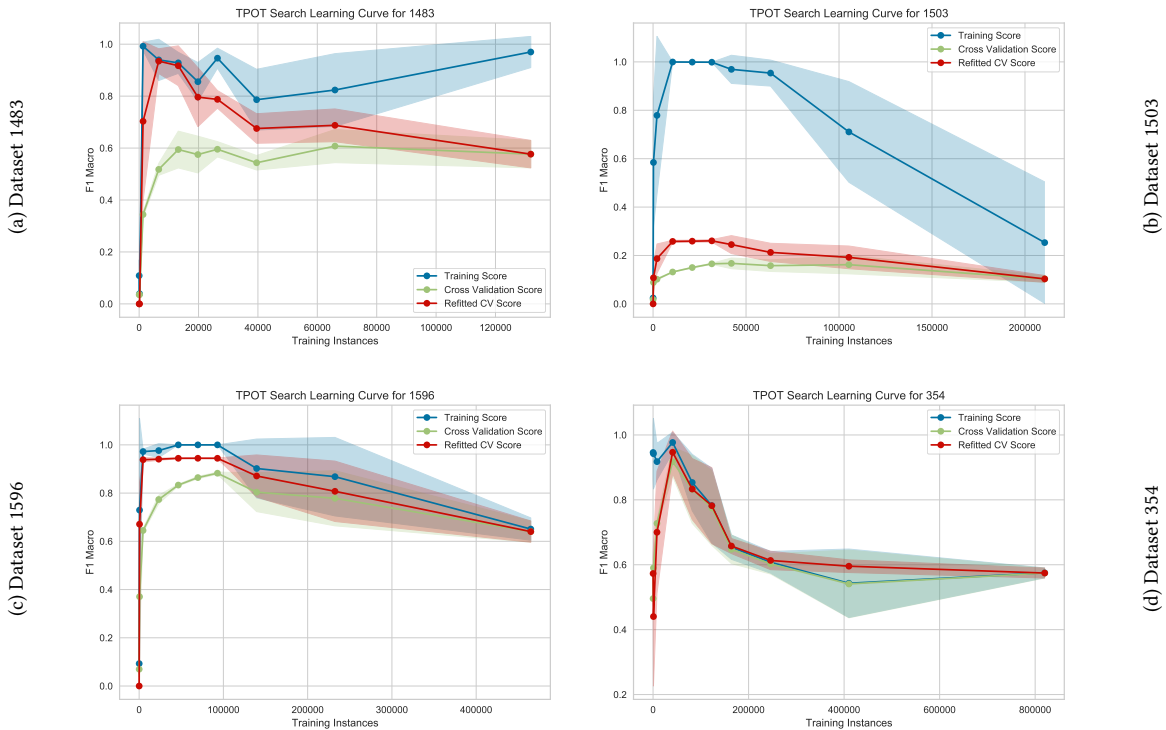 (a) Dataset 1483
TPOT Search Learning Curve for 1483
F1 Macro
1.0
0.8
0.6
0.4
0.2
0.0
0
20000
40000
60000
80000
100000
120000
Training Instances
Training Score
Cross Validation Score
Refitted CV Score
TPOT Search Learning Curve for 1503
F1 Macro
1.0
0.8
0.6
0.4
0.2
0.0
0
50000
100000
150000
200000
Training Instances
Training Score
Cross Validation Score
Refitted CV Score
(b) Dataset 1503
(c) Dataset 1596
TPOT Search Learning Curve for 1596
F1 Macro
1.0
0.8
0.6
0.4
0.2
0.0
0
100000
200000
300000
400000
Training Instances
Training Score
Cross Validation Score
Refitted CV Score
TPOT Search Learning Curve for 354
F1 Macro
1.0
0.8
0.6
0.4
0.2
0
200000
400000
600000
800000
Training Instances
Training Score
Cross Validation Score
Refitted CV Score
(d) Dataset 354